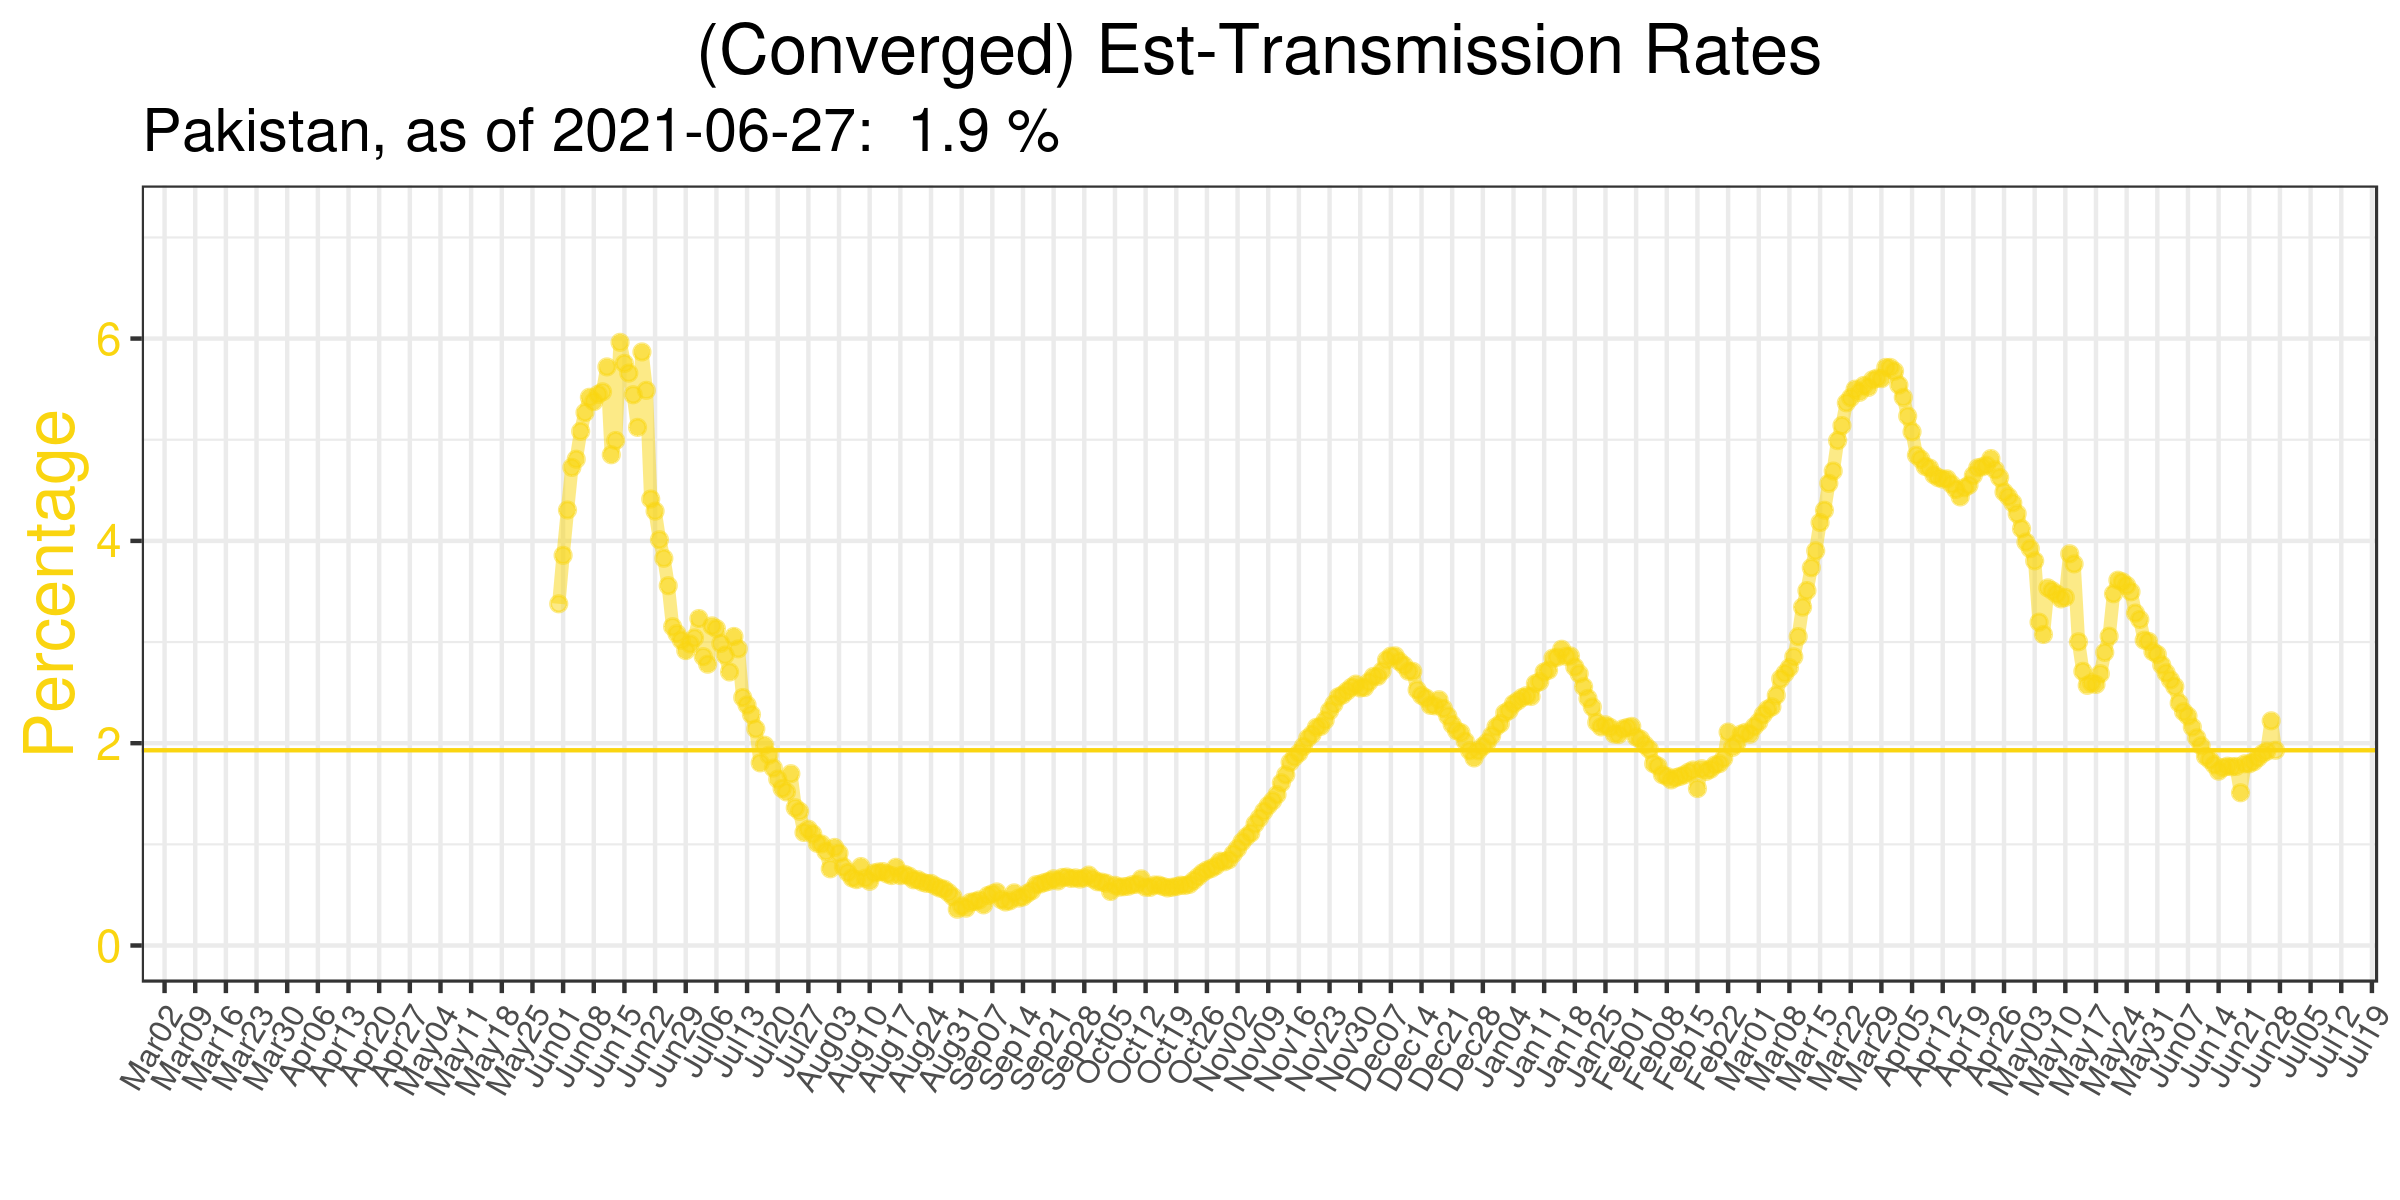 (Converged) Est-Transmission Rates
Pakistan, as of 2021-06-27:  1.9 %
Percentage
6
4
2
0
Mar02
Mar09
Mar16
Mar23
Mar30
Apr06
Apr13
Apr20
Apr27
May04
May11
May18
May25
Jun01
Jun08
Jun15
Jun22
Jun29
Jul06
Jul13
Jul20
Jul27
Aug03
Aug10
Aug17
Aug24
Aug31
Sep07
Sep14
Sep21
Sep28
Oct05
Oct12
Oct19
Oct26
Nov02
Nov09
Nov16
Nov23
Nov30
Dec07
Dec14
Dec21
Dec28
Jan04
Jan11
Jan18
Jan25
Feb01
Feb08
Feb15
Feb22
Mar01
Mar08
Mar15
Mar22
Mar29
Apr05
Apr12
Apr19
Apr26
May03
May10
May17
May24
May31
Jun07
Jun14
Jun21
Jun28
Jul05
Jul12
Jul19